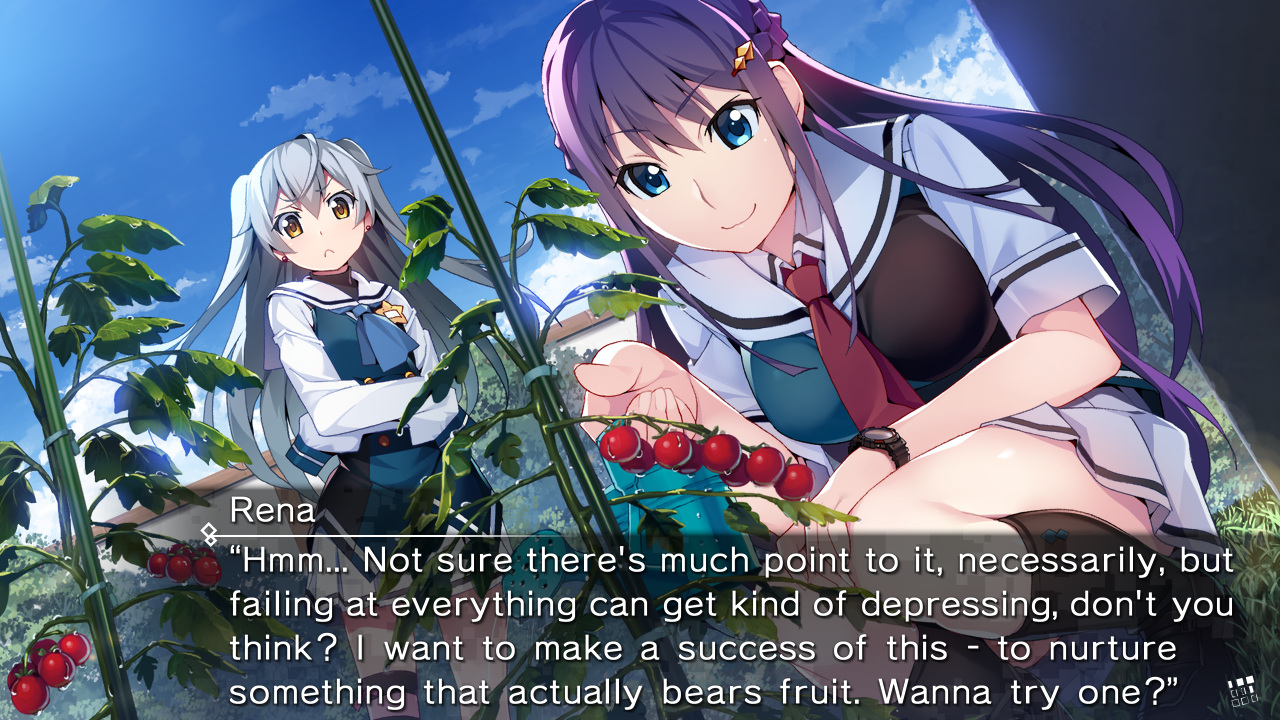 Rena
“Hmm... Not sure there's much point to it, necessarily, but
failing at everything can get kind of depressing, don't you
think? I want to make a success of this - to nurture
something that actually bears fruit. Wanna try one?”